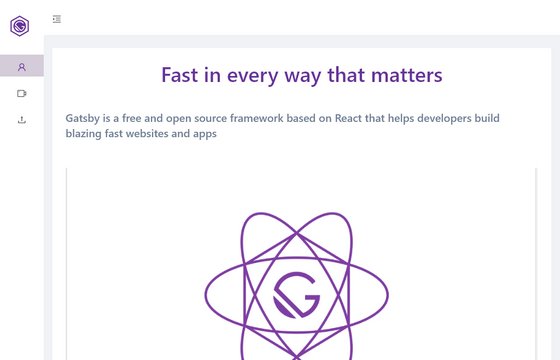 Fast in every way that matters
Gatsby is a free and open source framework based on React that helps developers build
blazing fast websites and apps